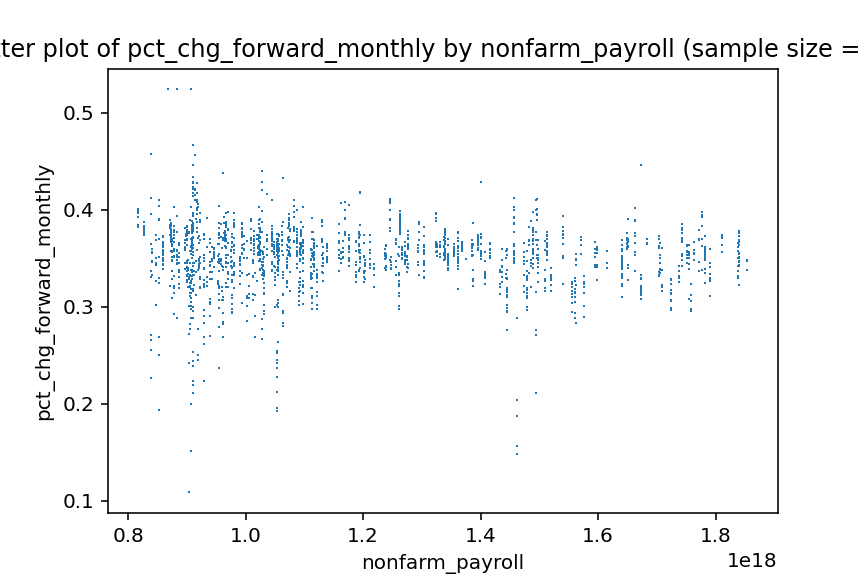 plot of pct_chg_forward_monthly by nonfarm_payroll (sample size =
0.5
0.4
0.3
0.2
0.1
pct_chg_forward_monthly
0.8
1.0
1.2
1.4
1.6
1.8
1e18
nonfarm_payroll